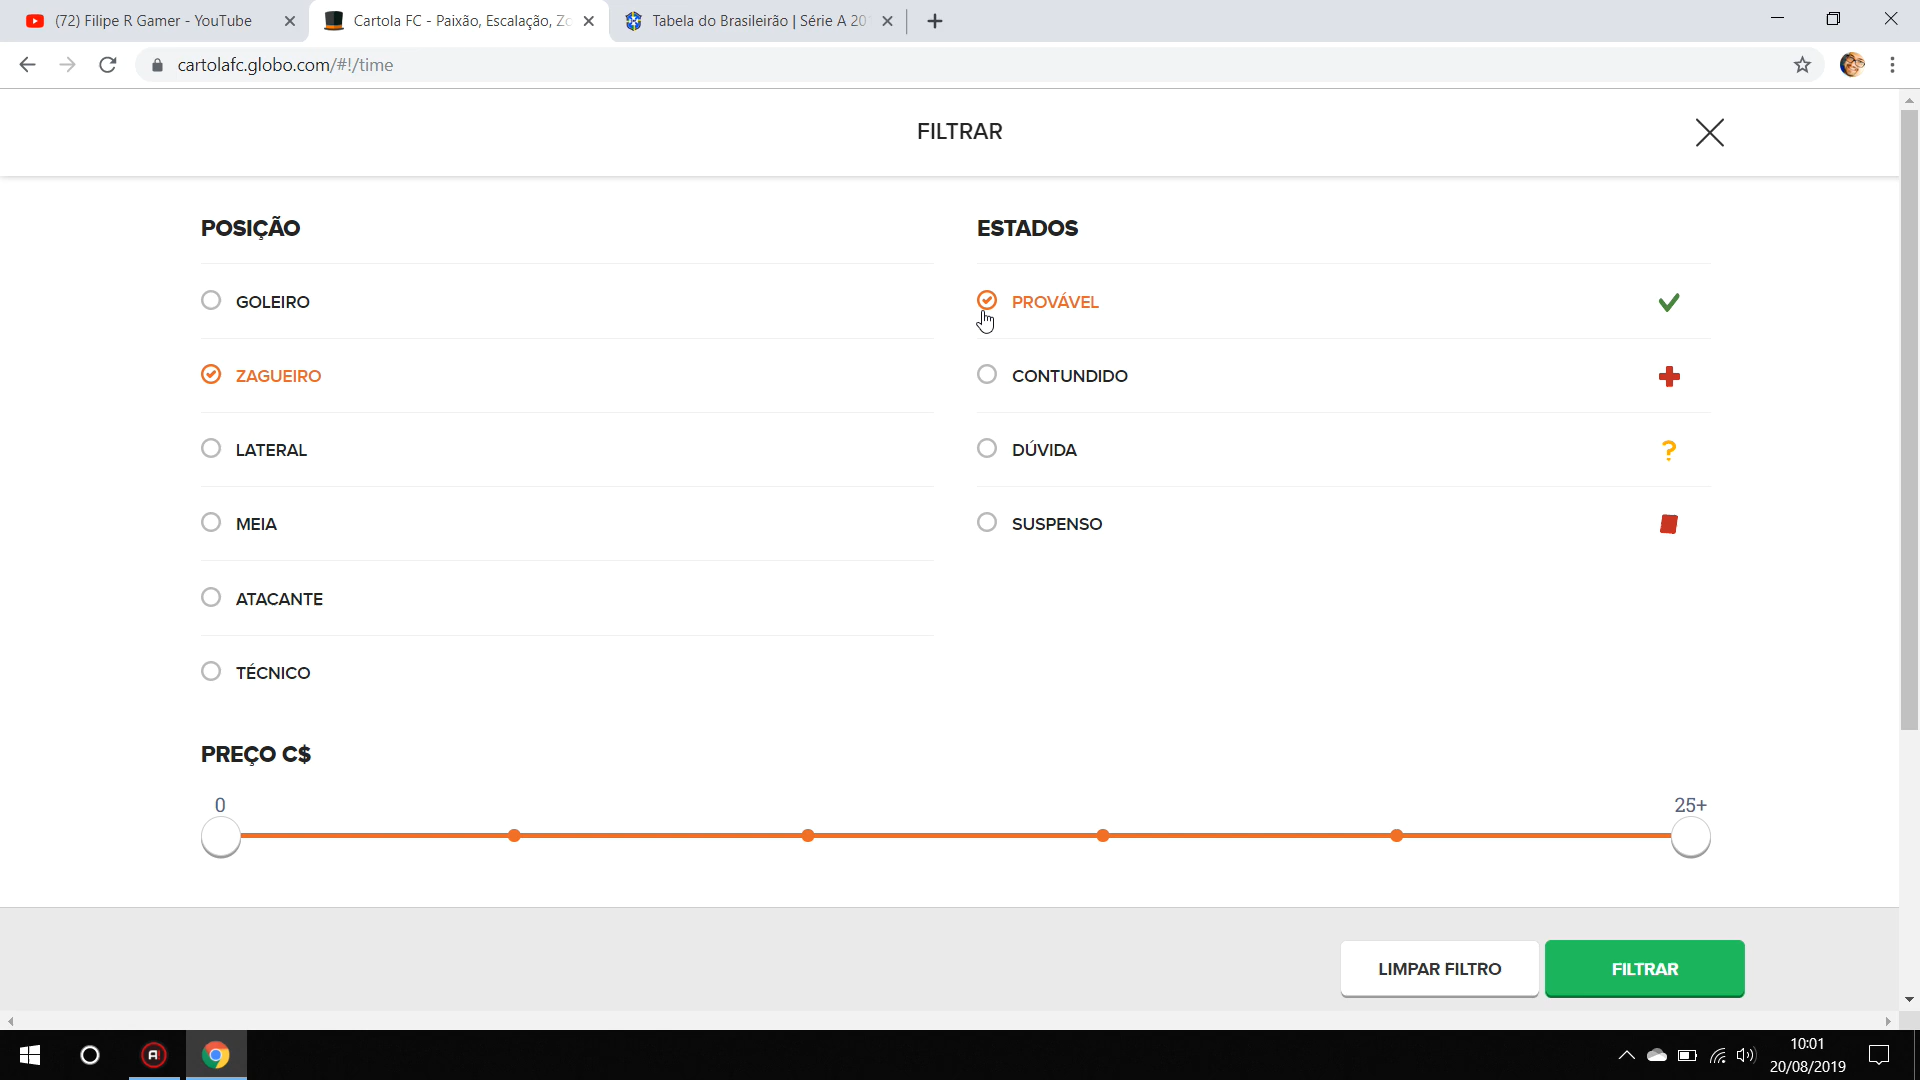 (72) Filipe R Gamer - YouTube
Cartola FC - Paixão, Escalação, Zo
Tabela do Brasileirão | Série A 20
cartolafc.globo.com/#!/time
FILTRAR
POSIÇÃO
ESTADOS
GOLEIRO
PROVÁVEL
ZAGUEIRO
CONTUNDIDO
LATERAL
DÚVIDA
MEIA
SUSPENSO
ATACANTE
TÉCNICO
PREÇO C$
0
25+
LIMPAR FILTRO
FILTRAR
10:01
20/08/2019